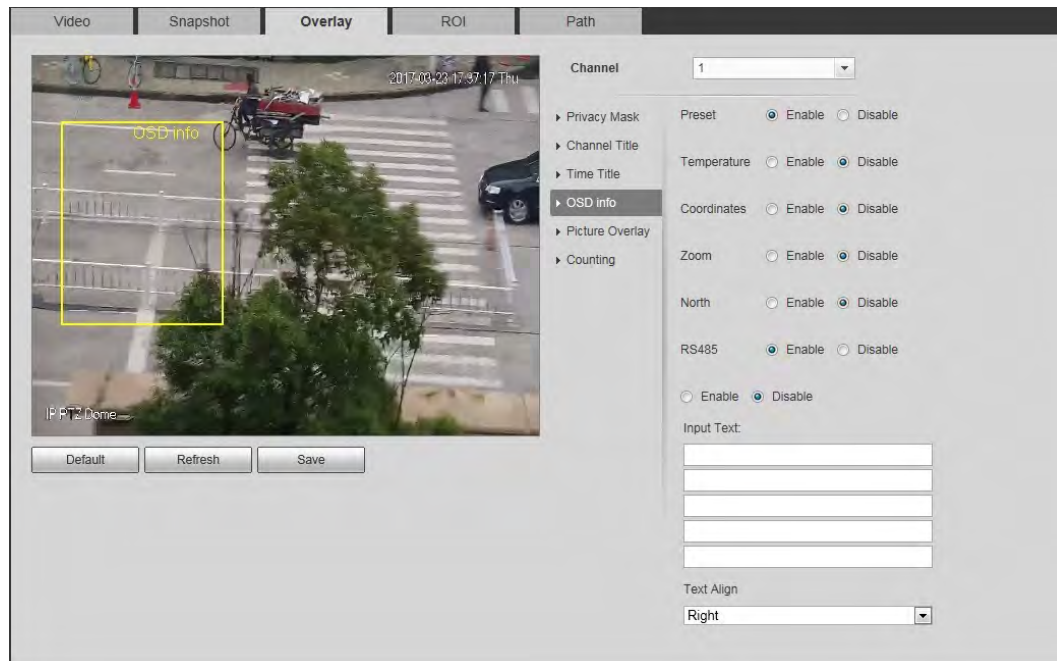 Video Snapshot Overlay ROI Path
2017-03-23 17:37:17 Thu
OSD info
IP PTZ Dome
Default Refresh Save
Channel 1
Privacy Mask
Channel Title
Time Title
OSD info
Picture Overlay
Counting
Preset Enable Disable
Temperature Enable Disable
Coordinates Enable Disable
Zoom Enable Disable
North Enable Disable
RS485 Enable Disable
Enable Disable
Input Text:
Text Align
Right